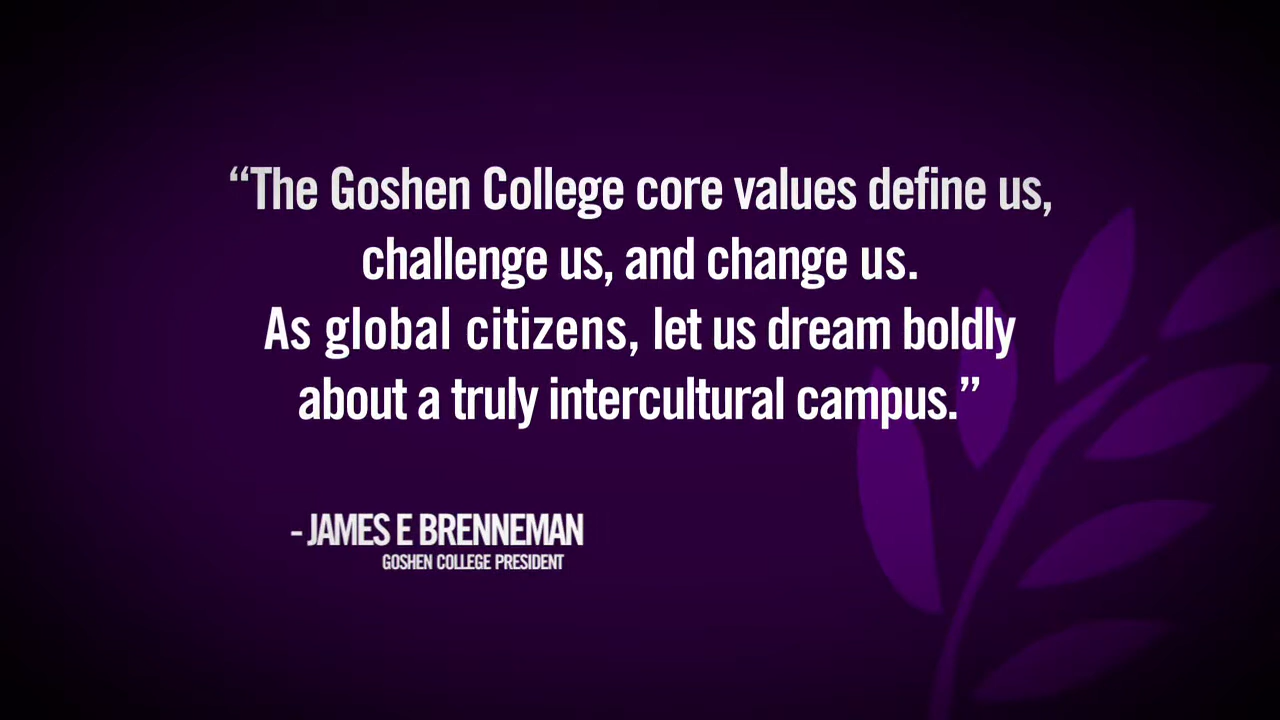 “The Goshen College core values define us,
challenge us, and change us.
As global citizens, let us dream boldly
about a truly intercultural campus.”
- JAMES E BRENNEMAN
GOSHEN COLLEGE PRESIDENT